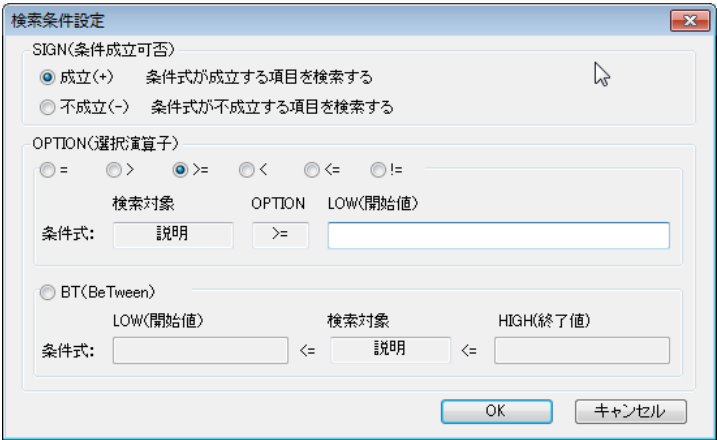 検索条件設定
SIGN(条件成立可否)
成立(+) 条件式が成立する項目を検索する
不成立(-) 条件式が不成立する項目を検索する
OPTION(選択演算子)
= > >= < <= !=
検索対象 OPTION LOW(開始値)
条件式: 説明 >=
BT(BeTween)
LOW(開始値) 検索対象 HIGH(終了値)
条件式: <= 説明 <=
OK キャンセル